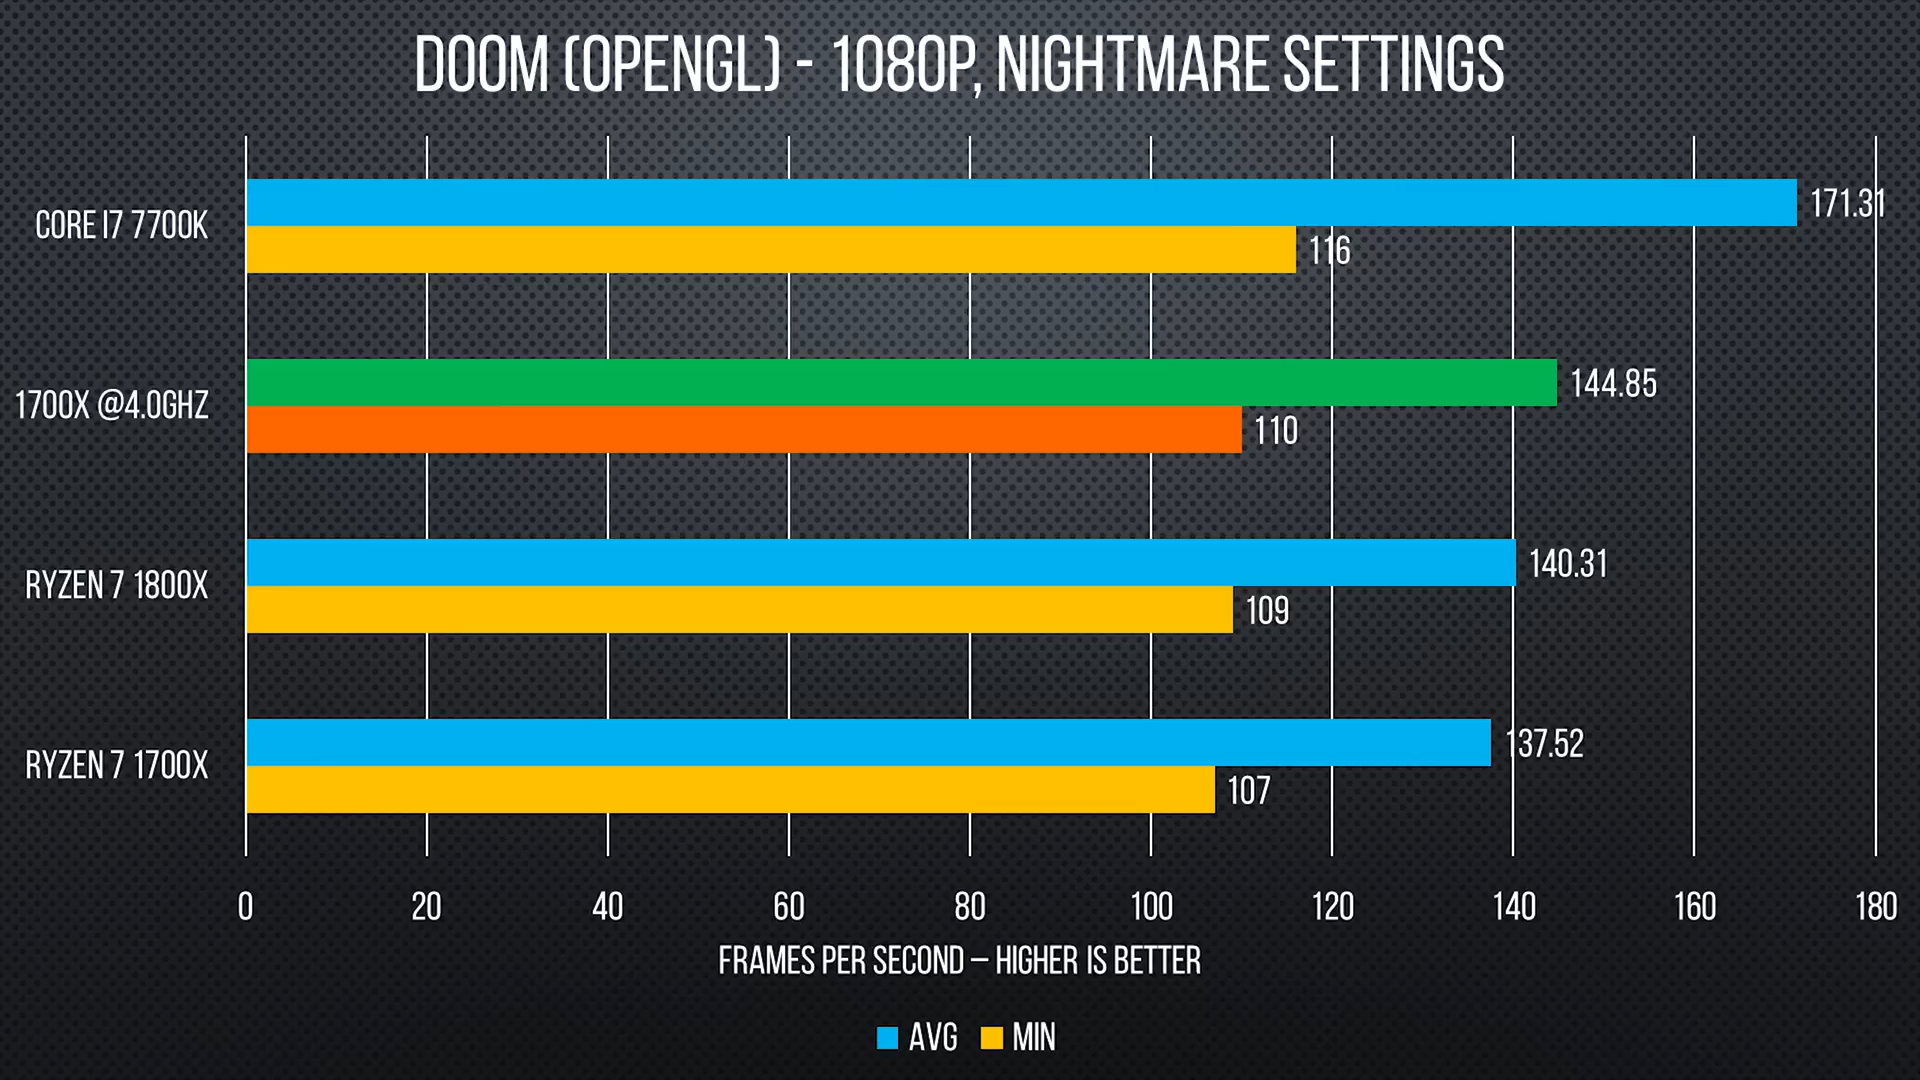 DOOM (OPENGL) - 1080P, NIGHTMARE SETTINGS
CORE I7 7700K
171.31
116
1700X @4.0GHZ
144.85
110
RYZEN 7 1800X
140.31
109
RYZEN 7 1700X
137.52
107
0 20 40 60 80 100 120 140 160 180
FRAMES PER SECOND – HIGHER IS BETTER
AVG MIN